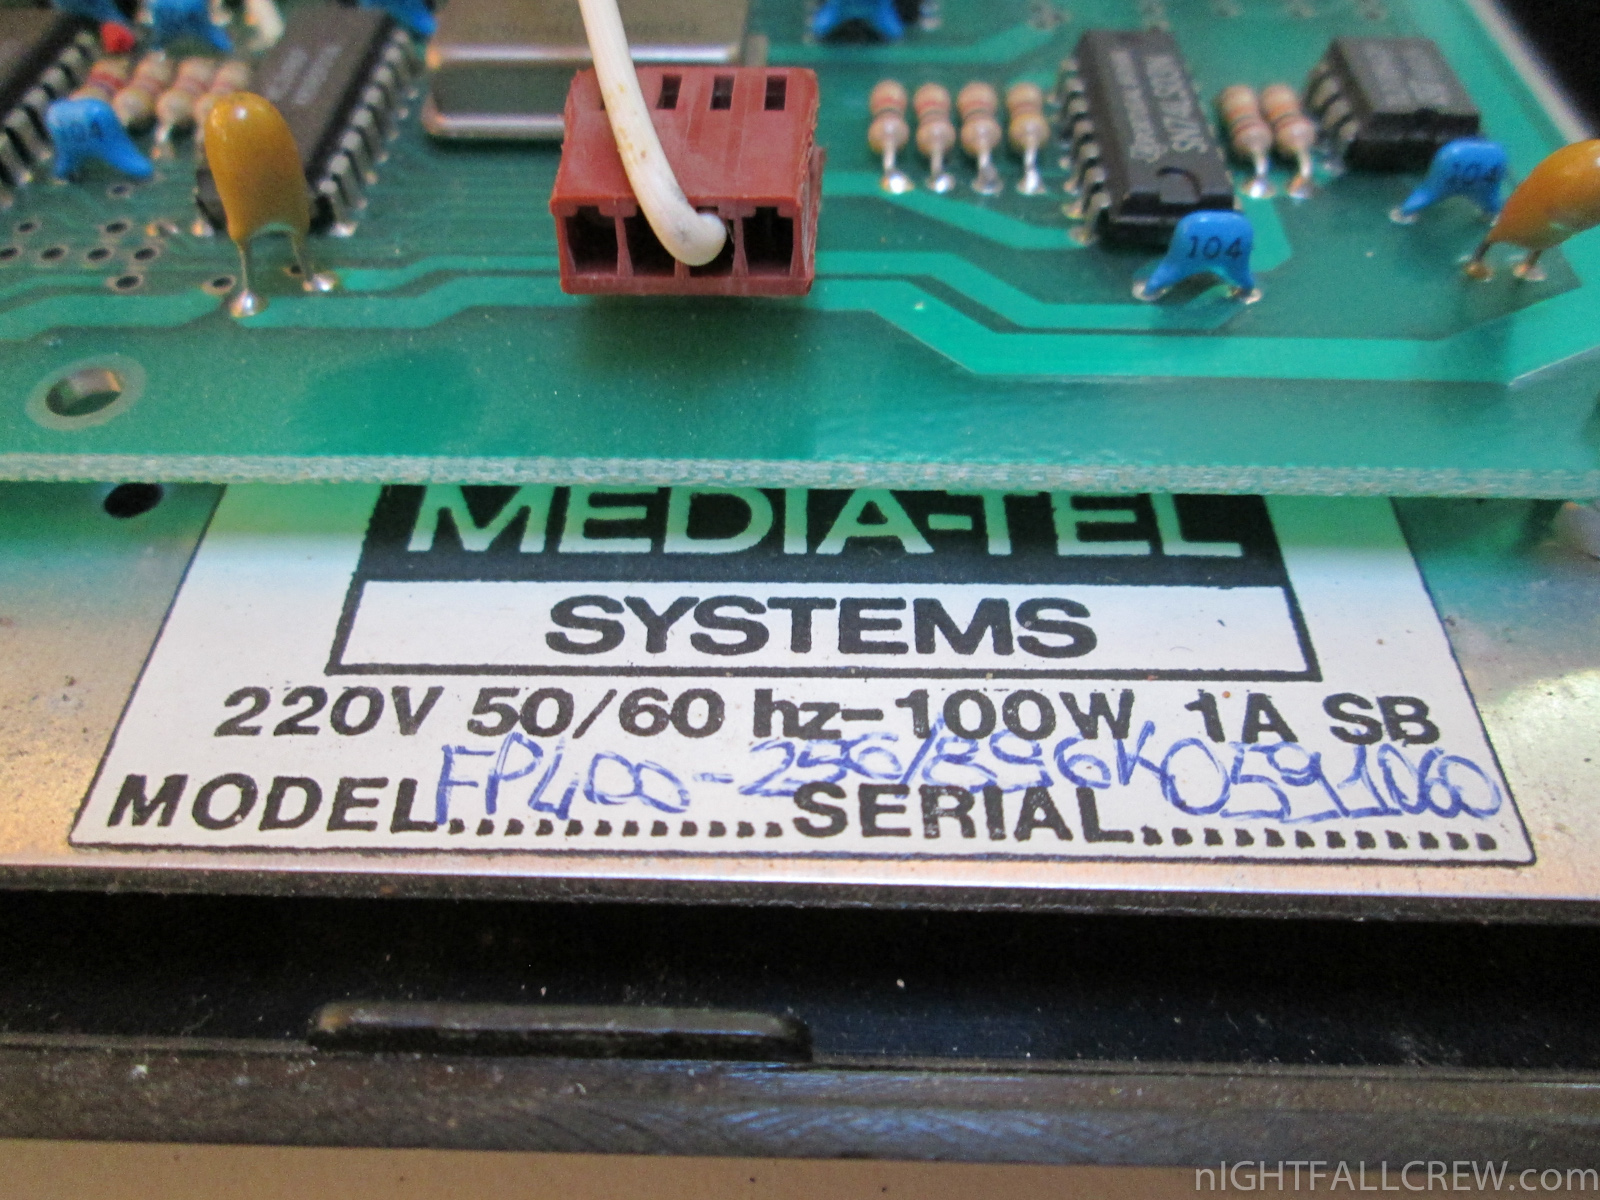 104
SN74LS93N
104
104
MEDIA-TEL
SYSTEMS
220V 50/60 hz-100W 1A SB
MODEL FP400-256/896K SERIAL 0591060
nIGHTFALLCREW.com